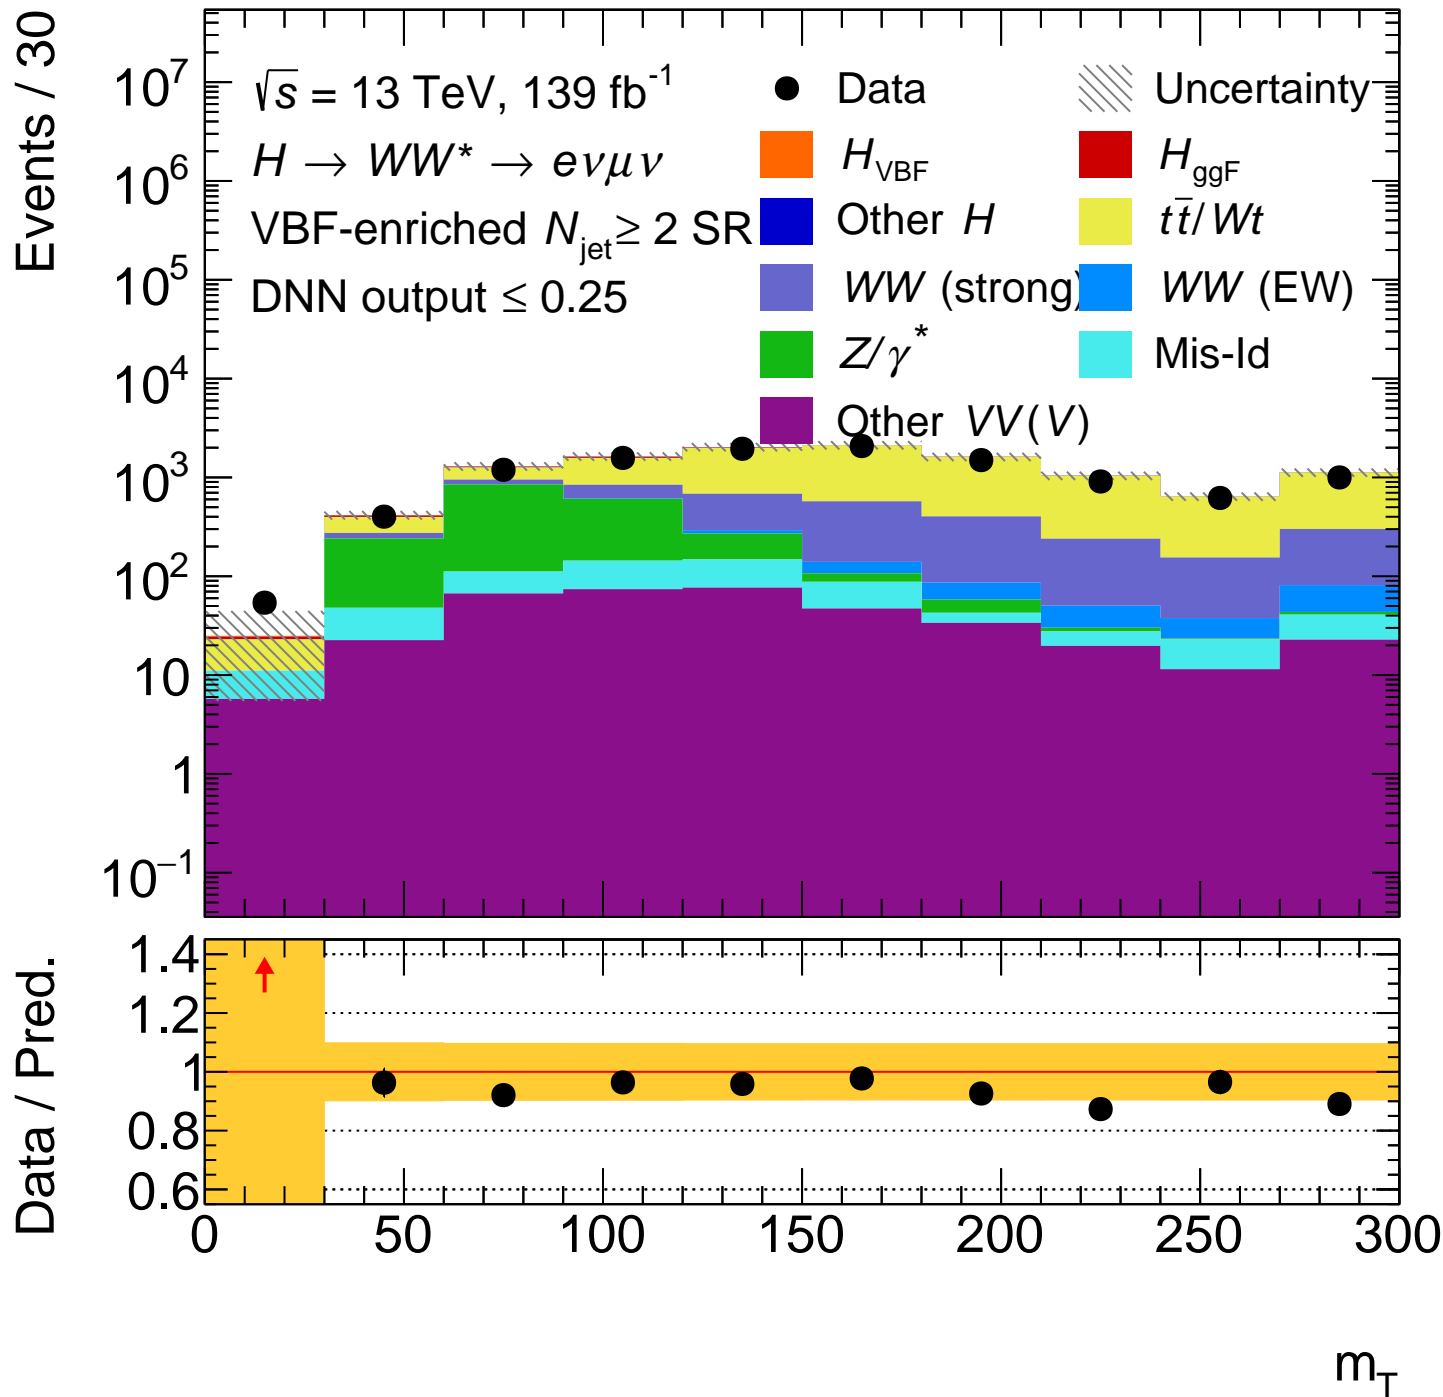 Events / 30
10⁷
10⁶
10⁵
10⁴
10³
10²
10
1
10⁻¹
√s = 13 TeV, 139 fb⁻¹
H → WW* → eνμν
VBF-enriched N_jet ≥ 2 SR
DNN output ≤ 0.25
Data
Uncertainty
H_VBF
H_ggF
Other H
tt̄/Wt
WW (strong)
WW (EW)
Z/γ*
Mis-Id
Other VV(V)
Data / Pred.
1.4
1.2
1
0.8
0.6
0 50 100 150 200 250 300
m_T